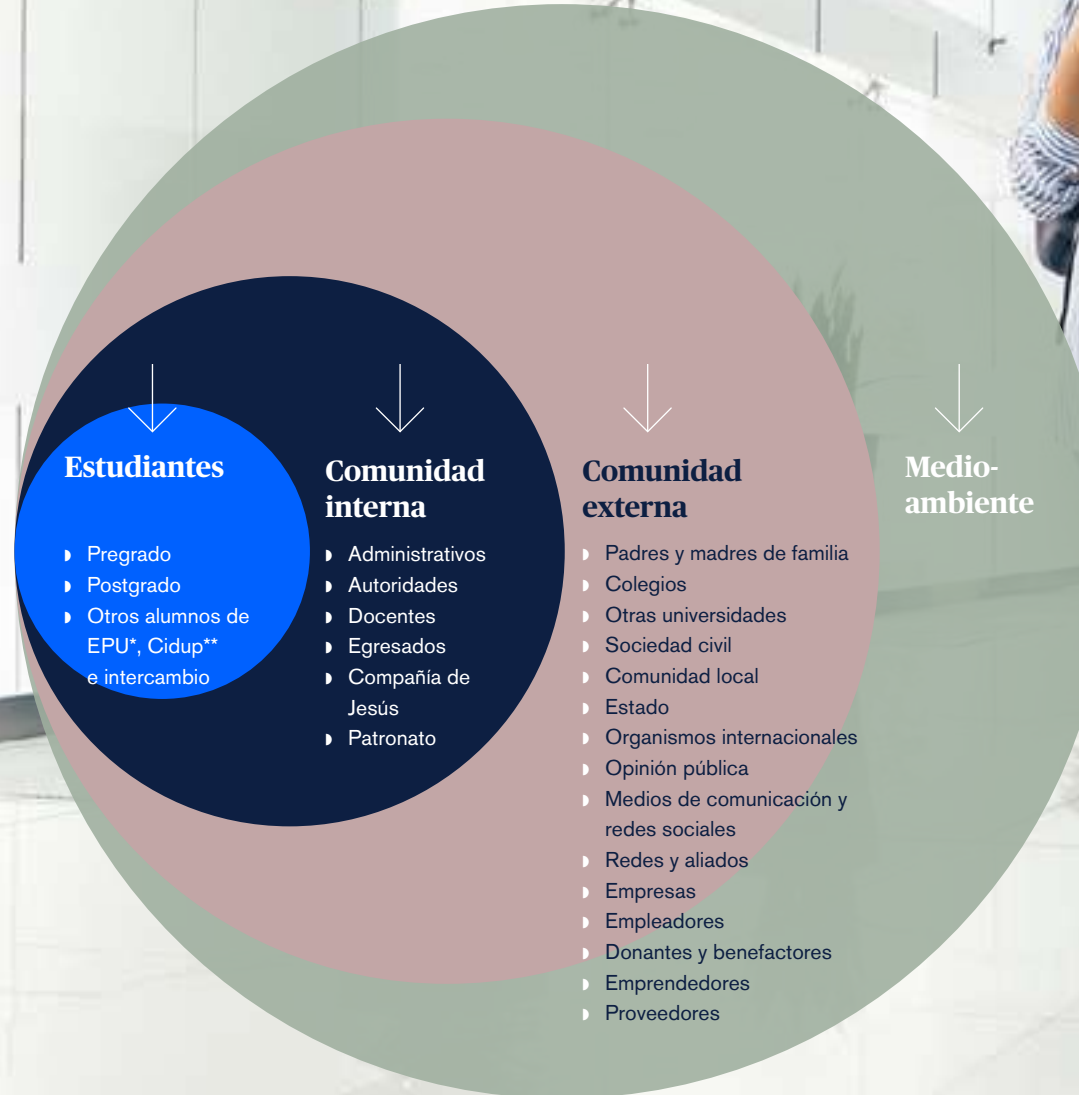 Estudiantes
Pregrado
Postgrado
Otros alumnos de
EPU*, Cidup**
e intercambio
Comunidad
interna
Administrativos
Autoridades
Docentes
Egresados
Compañía de
Jesús
Patronato
Comunidad
externa
Padres y madres de familia
Colegios
Otras universidades
Sociedad civil
Comunidad local
Estado
Organismos internacionales
Opinión pública
Medios de comunicación y
redes sociales
Redes y aliados
Empresas
Empleadores
Donantes y benefactores
Emprendedores
Proveedores
Medio-
ambiente